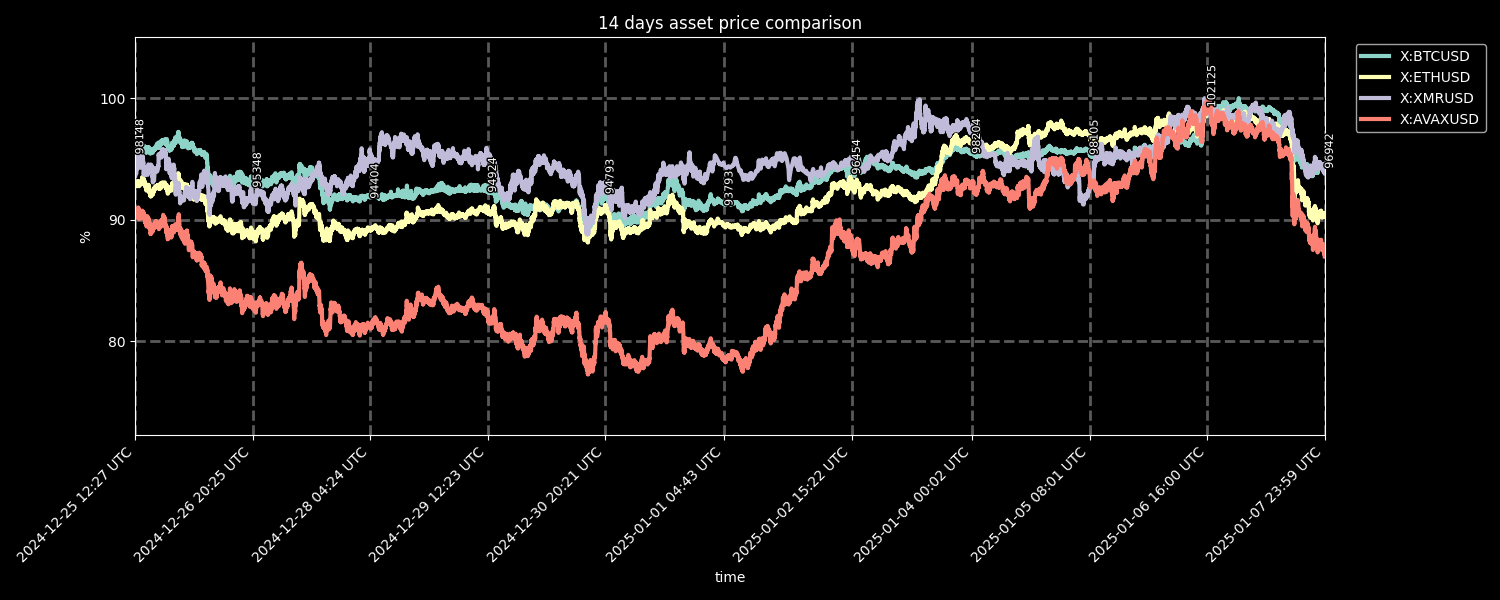 14 days asset price comparison
X:BTCUSD
X:ETHUSD
X:XMRUSD
X:AVAXUSD
100
90
80
%
98148
95348
94404
94924
94793
93793
96454
98204
98105
102125
96942
2024-12-25 12:27 UTC
2024-12-26 20:25 UTC
2024-12-28 04:24 UTC
2024-12-29 12:23 UTC
2024-12-30 20:21 UTC
2025-01-01 04:43 UTC
2025-01-02 15:22 UTC
2025-01-04 00:02 UTC
2025-01-05 08:01 UTC
2025-01-06 16:00 UTC
2025-01-07 23:59 UTC
time